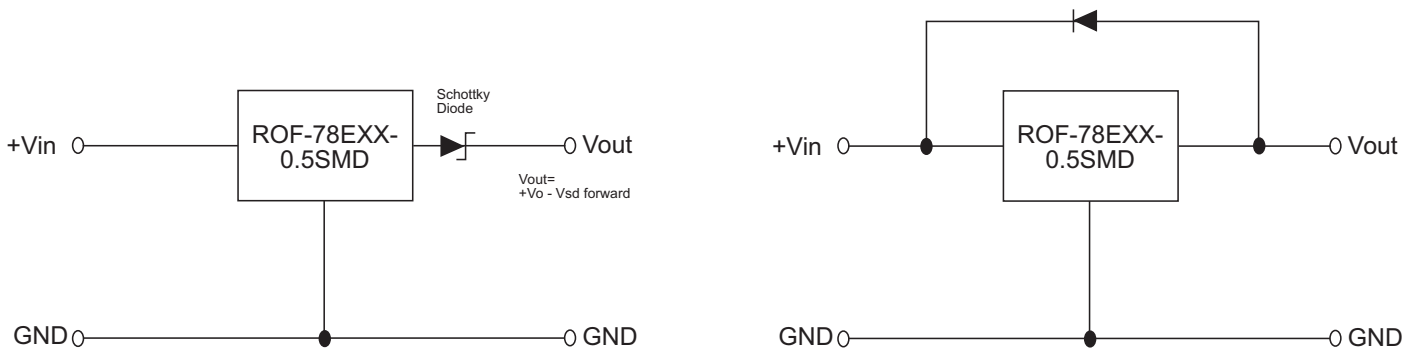 Schottky
Diode
+Vin
ROF-78EXX-
0.5SMD
Vout
Vout=
+Vo - Vsd forward
GND
GND
+Vin
ROF-78EXX-
0.5SMD
Vout
GND
GND